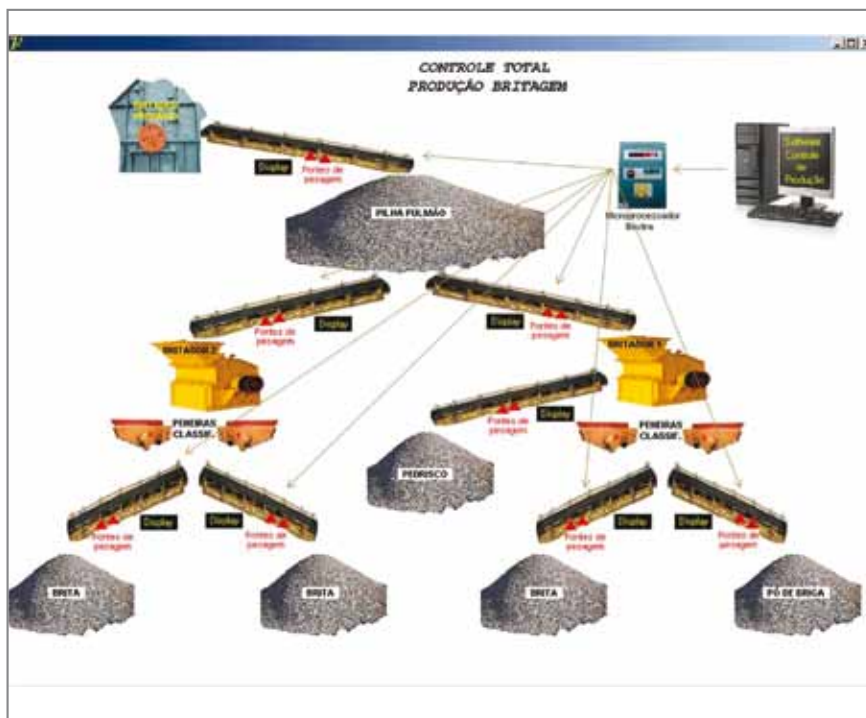 CONTROLE TOTAL
PRODUÇÃO BRITAGEM
Display
Pontes de
pesagem
Software
Controle
de
Produção
PILHA PULMÃO
Microprocessador
Display
Pontes de
pesagem
Display
Pontes de
pesagem
BRITADOR 2
BRITADOR 1
Display
Pontes de
pesagem
PENEIRAS
CLASSIF.
PENEIRAS
CLASSIF.
PEDRISCO
Display
Pontes de
pesagem
Display
Pontes de
pesagem
Display
Pontes de
pesagem
Display
Pontes de
pesagem
BRITA
BRITA
BRITA
PÓ DE BRIGA